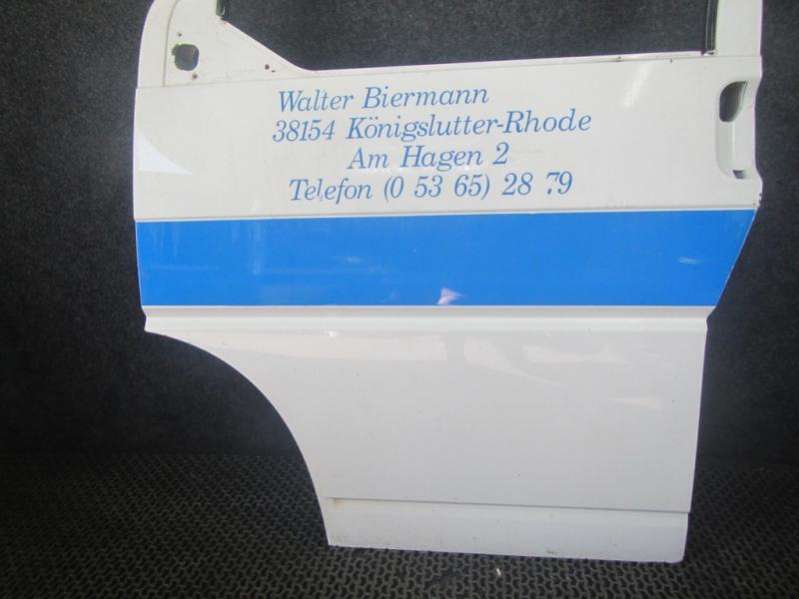 Walter Biermann
38154 Königslutter-Rhode
Am Hagen 2
Telefon (0 53 65) 28 79